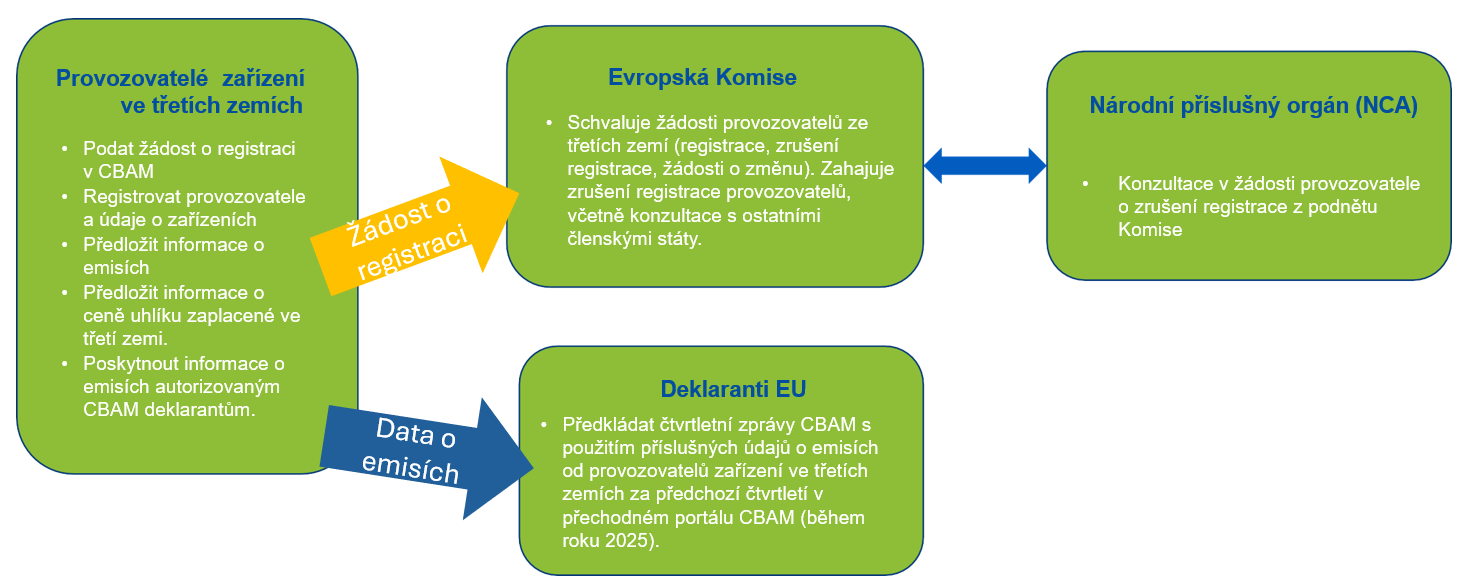 Provozovatelé zařízení
ve třetích zemích
• Podat žádost o registraci
v CBAM
• Registrovat provozovatele
a údaje o zařízeních
• Předložit informace o
emisích
• Předložit informace o
ceně uhlíku zaplacené ve
třetí zemi.
• Poskytnout informace o
emisích autorizovaným
CBAM deklarantům.
Žádost o
registraci
Data o
emisích
Evropská Komise
• Schvaluje žádosti provozovatelů ze
třetích zemí (registrace, zrušení
registrace, žádosti o změnu). Zahajuje
zrušení registrace provozovatelů,
včetně konzultace s ostatními
členskými státy.
Národní příslušný orgán (NCA)
• Konzultace v žádosti provozovatele
o zrušení registrace z podnětu
Komise
Deklaranti EU
• Předkládat čtvrtletní zprávy CBAM s
použitím příslušných údajů o emisích
od provozovatelů zařízení ve třetích
zemích za předchozí čtvrtletí v
přechodném portálu CBAM (během
roku 2025).